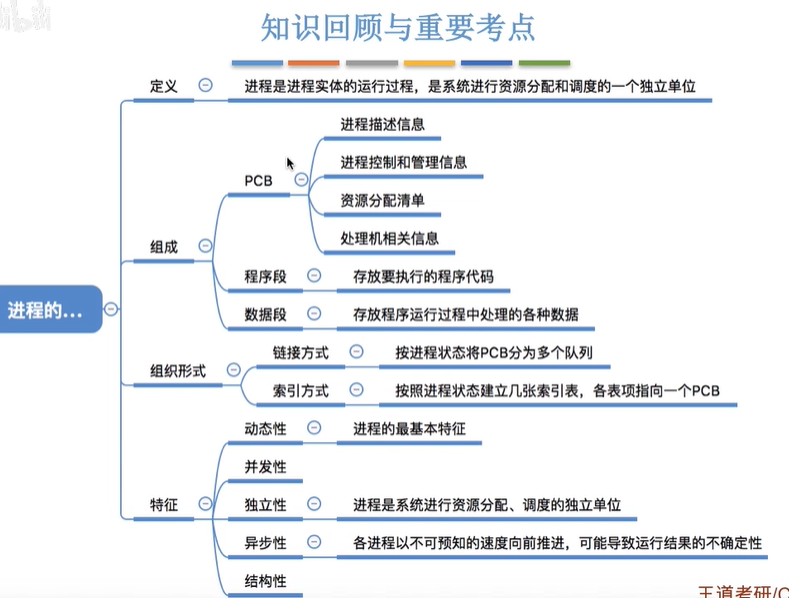 bilibili
知识回顾与重要考点
定义
进程是进程实体的运行过程，是系统进行资源分配和调度的一个独立单位
进程的...
组成
PCB
进程描述信息
进程控制和管理信息
资源分配清单
处理机相关信息
程序段
存放要执行的程序代码
数据段
存放程序运行过程中处理的各种数据
组织形式
链接方式
按进程状态将PCB分为多个队列
索引方式
按照进程状态建立几张索引表，各表项指向一个PCB
特征
动态性
进程的最基本特征
并发性
独立性
进程是系统进行资源分配、调度的独立单位
异步性
各进程以不可预知的速度向前推进，可能导致运行结果的不确定性
结构性
王道考研/C